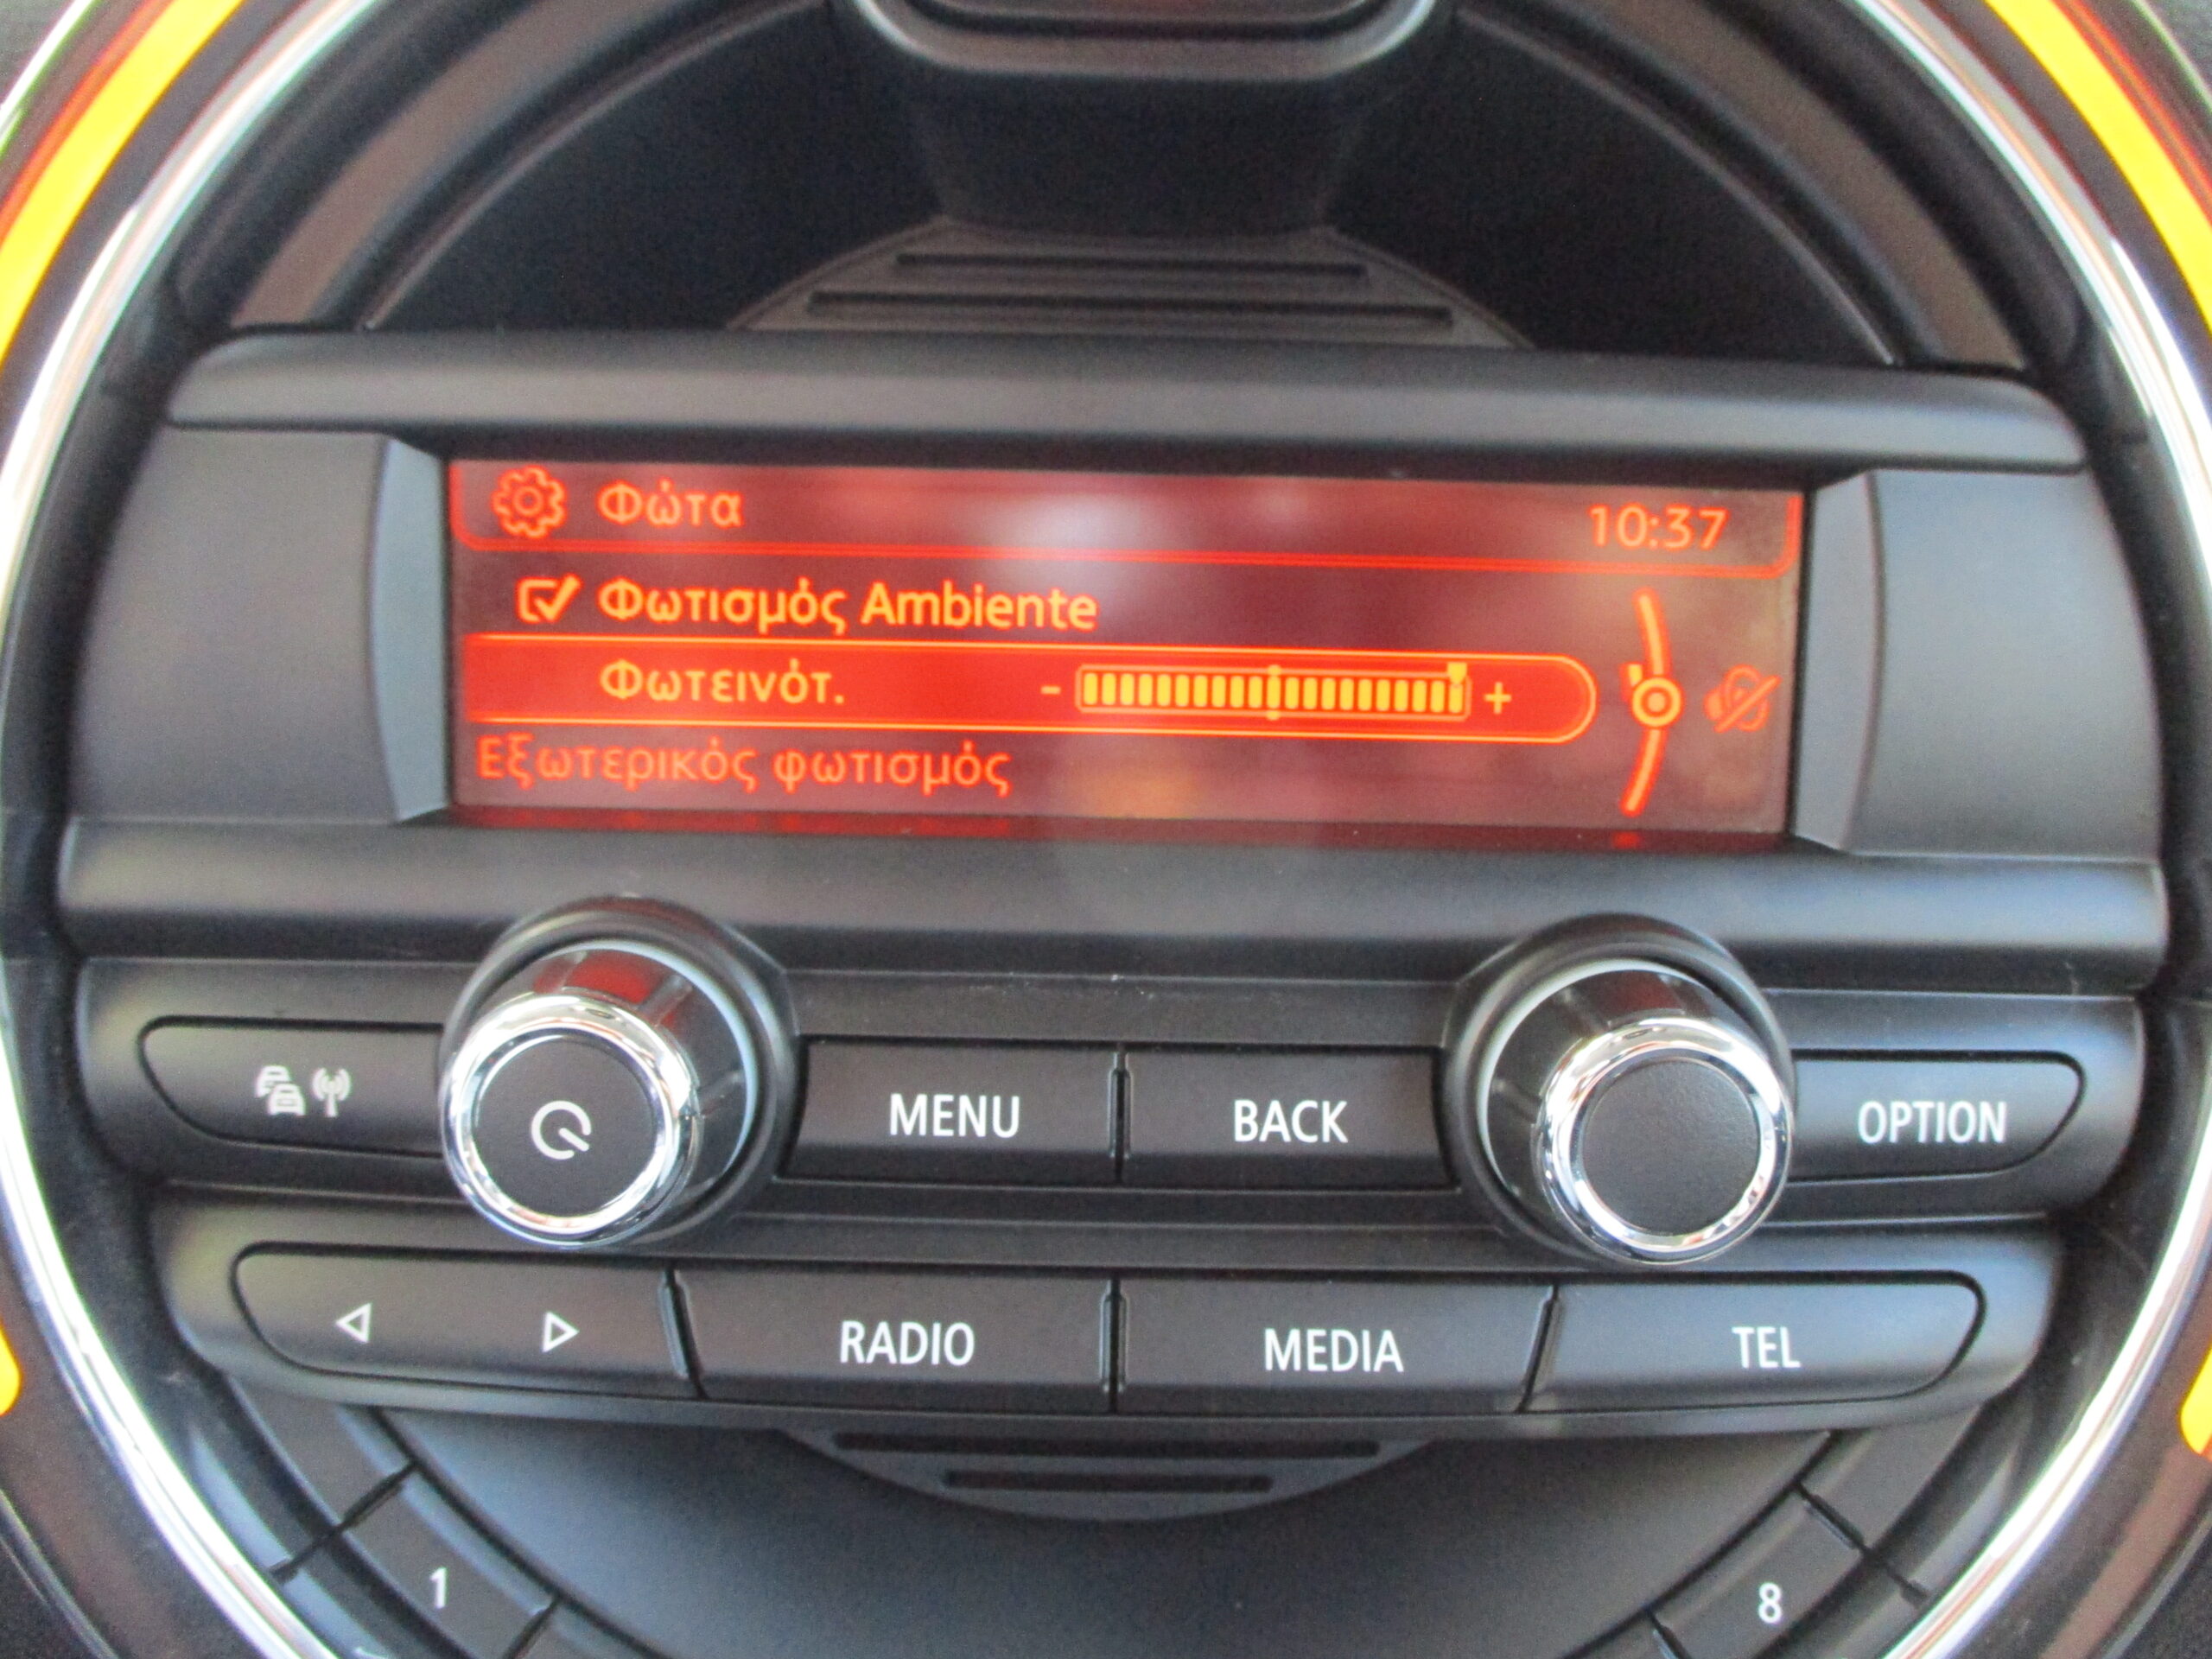 Φώτα 10:37
Φωτισμός Ambiente
Φωτεινότ. - +
Εξωτερικός φωτισμός
MENU BACK OPTION
RADIO MEDIA TEL
1 8